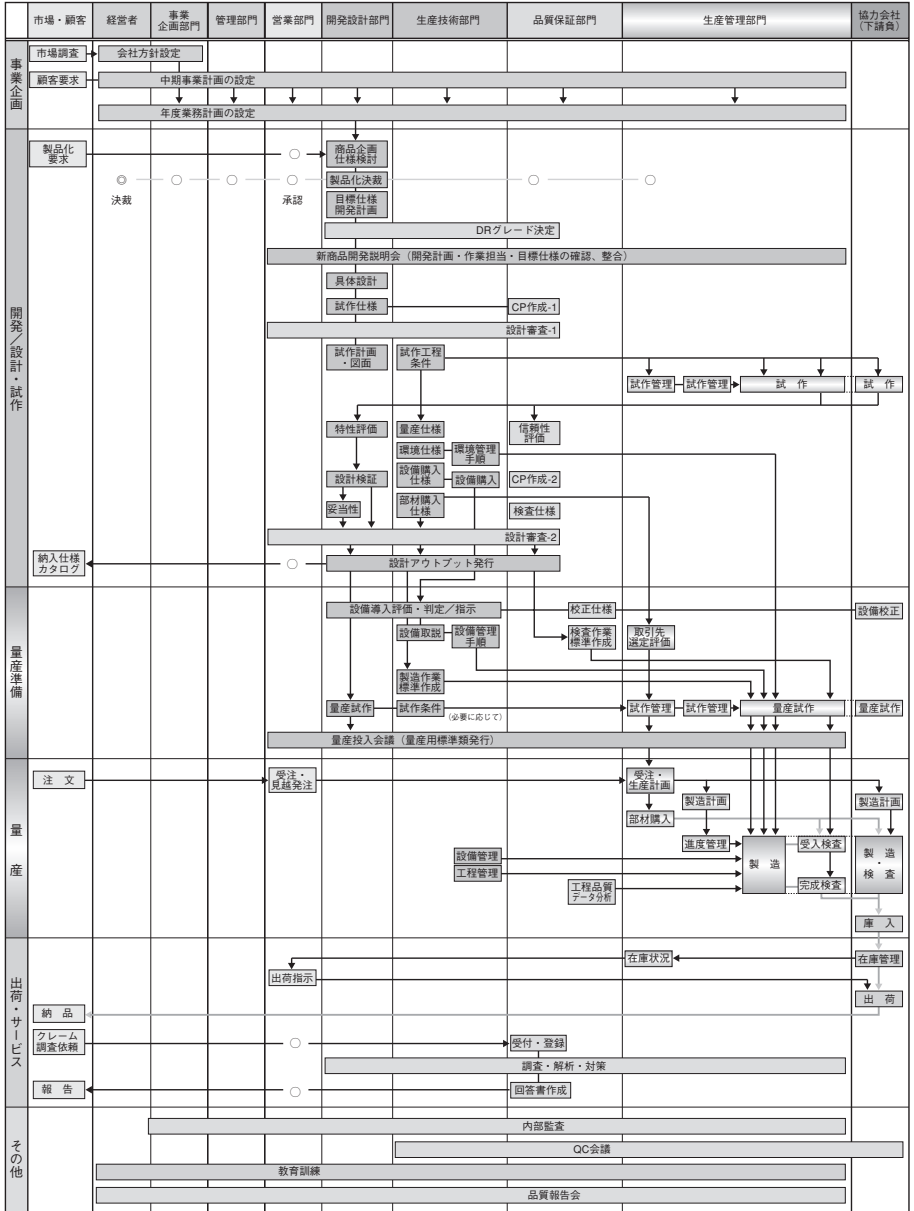 市場・顧客
経営者
事業
企画部門
管理部門
営業部門
開発設計部門
生産技術部門
品質保証部門
生産管理部門
協力会社
(下請負)
事業企画
市場調査
会社方針設定
顧客要求
中期事業計画の設定
年度業務計画の設定
開発／設計・試作
製品化
要求
商品企画
仕様検討
製品化決裁
決裁
承認
目標仕様
開発計画
DRグレード決定
新商品開発説明会（開発計画・作業担当・目標仕様の確認、整合）
具体設計
試作仕様
CP作成-1
設計審査-1
試作計画
・図面
試作工程
条件
試作管理
試作管理
試　作
試　作
特性評価
量産仕様
信頼性
評価
環境仕様
環境管理
手順
設計検証
設備購入
仕様
設備購入
CP作成-2
妥当性
部材購入
仕様
検査仕様
設計審査-2
納入仕様
カタログ
設計アウトプット発行
量産準備
設備導入評価・判定／指示
校正仕様
設備校正
設備取説
設備管理
手順
検査作業
標準作成
取引先
選定評価
製造作業
標準作成
量産試作
試作条件
(必要に応じて)
試作管理
試作管理
量産試作
量産試作
量産投入会議（量産用標準類発行）
量産
注　文
受注・
見越発注
受注・
生産計画
製造計画
製造計画
部材購入
進度管理
製　造
受入検査
製　造
・
検　査
設備管理
工程管理
工程品質
データ分析
完成検査
庫　入
出荷・サービス
在庫状況
在庫管理
出荷指示
出　荷
納　品
クレーム
調査依頼
受付・登録
調査・解析・対策
報　告
回答書作成
その他
内部監査
QC会議
教育訓練
品質報告会